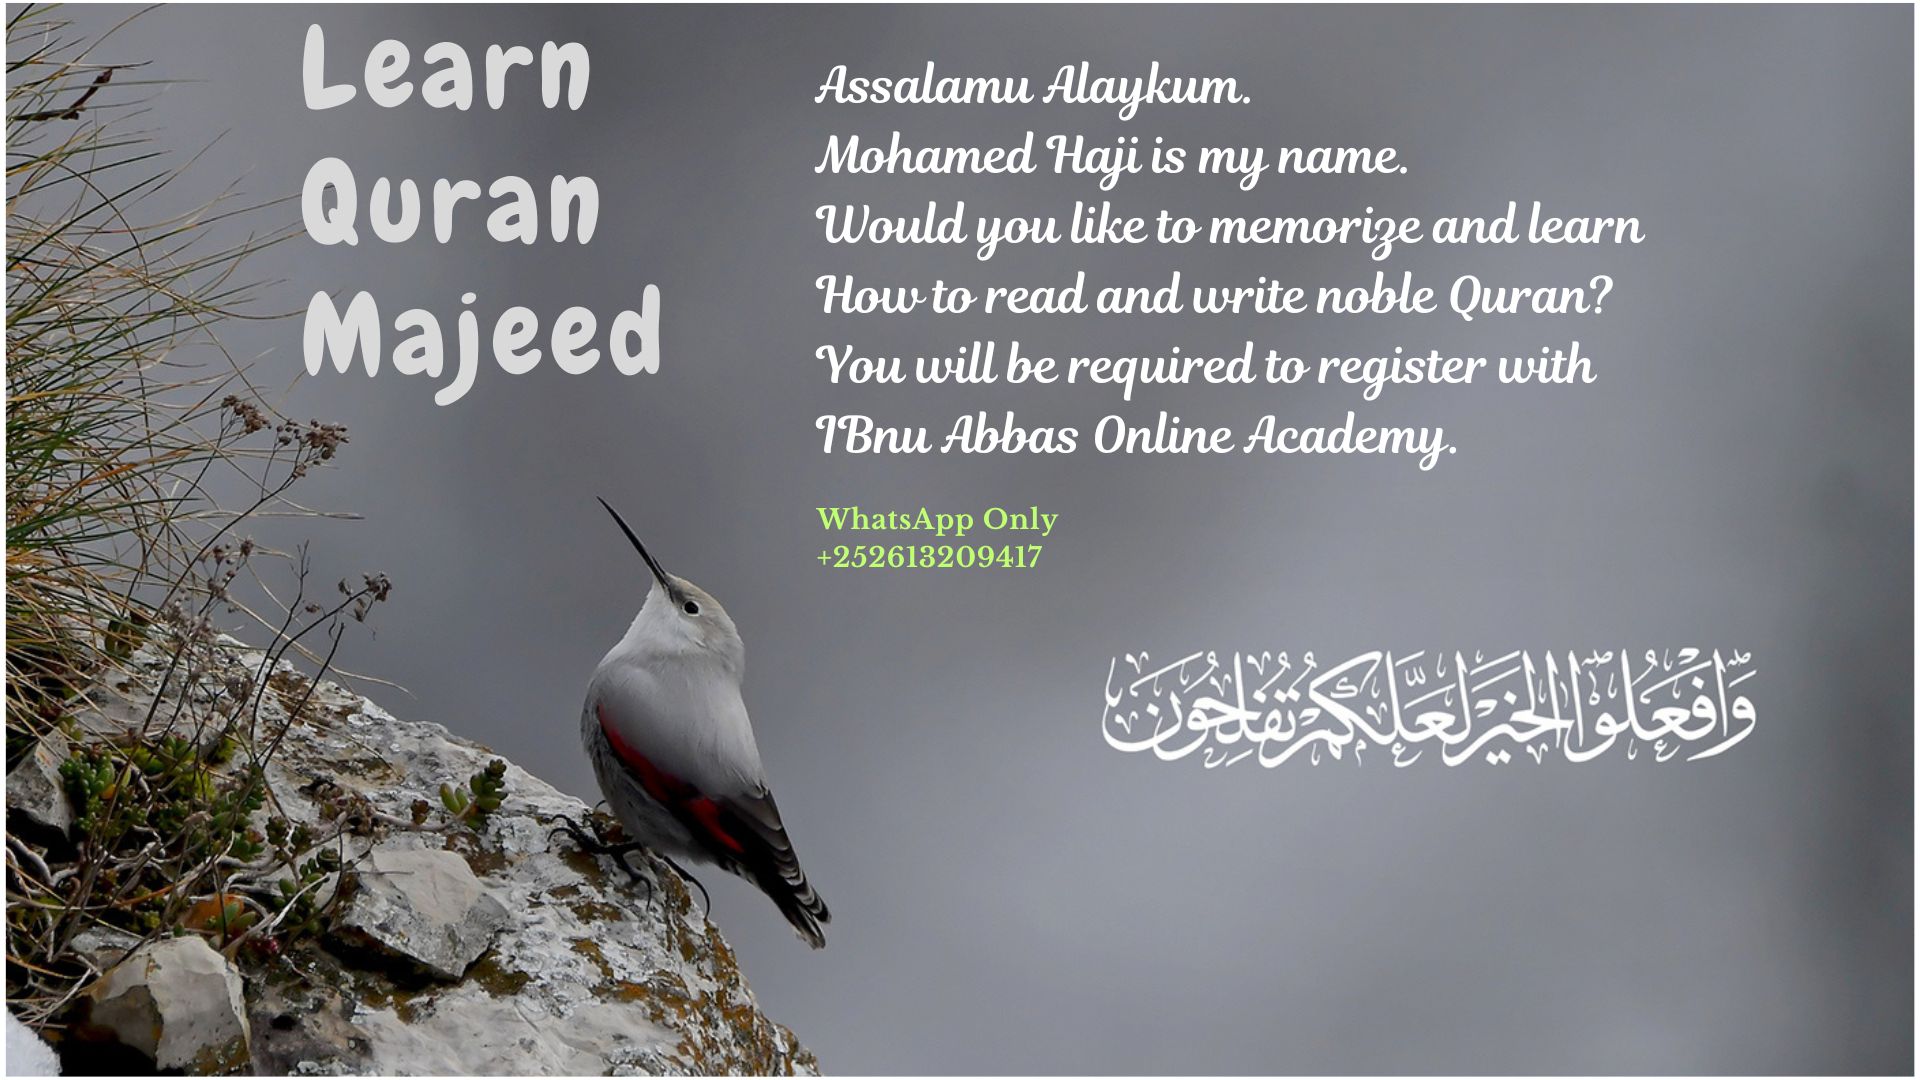 Learn
Quran
Majeed
Assalamu Alaykum.
Mohamed Haji is my name.
Would you like to memorize and learn
How to read and write noble Quran?
You will be required to register with
IBnu Abbas Online Academy.
WhatsApp Only
+252613209417
وَافْعَلُوا الْخَيْرَ لَعَلَّكُمْ تُفْلِحُونَ